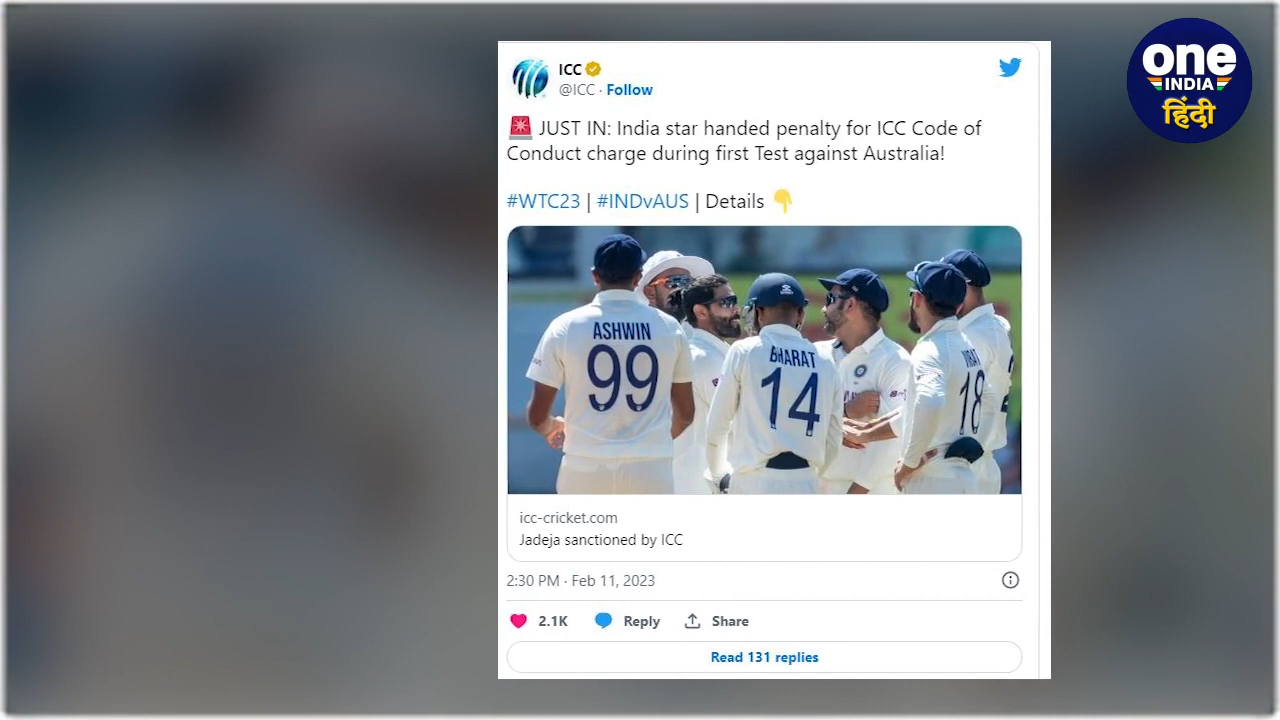 one
INDIA
हिंदी
ICC
@ICC · Follow
🚨 JUST IN: India star handed penalty for ICC Code of
Conduct charge during first Test against Australia!
#WTC23 | #INDvAUS | Details 👇
ASHWIN
99
BHARAT
14
VIRAT
18
icc-cricket.com
Jadeja sanctioned by ICC
2:30 PM · Feb 11, 2023
2.1K Reply Share
Read 131 replies